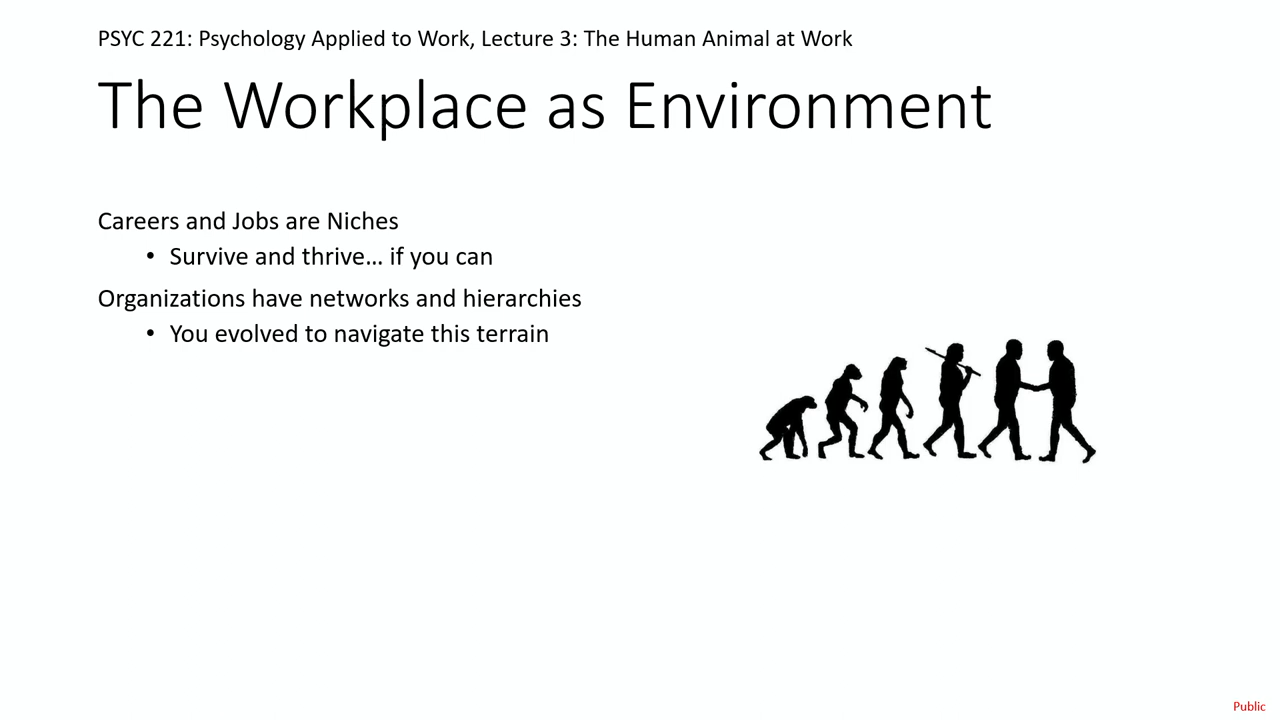 PSYC 221: Psychology Applied to Work, Lecture 3: The Human Animal at Work
The Workplace as Environment
Careers and Jobs are Niches
• Survive and thrive… if you can
Organizations have networks and hierarchies
• You evolved to navigate this terrain
Public